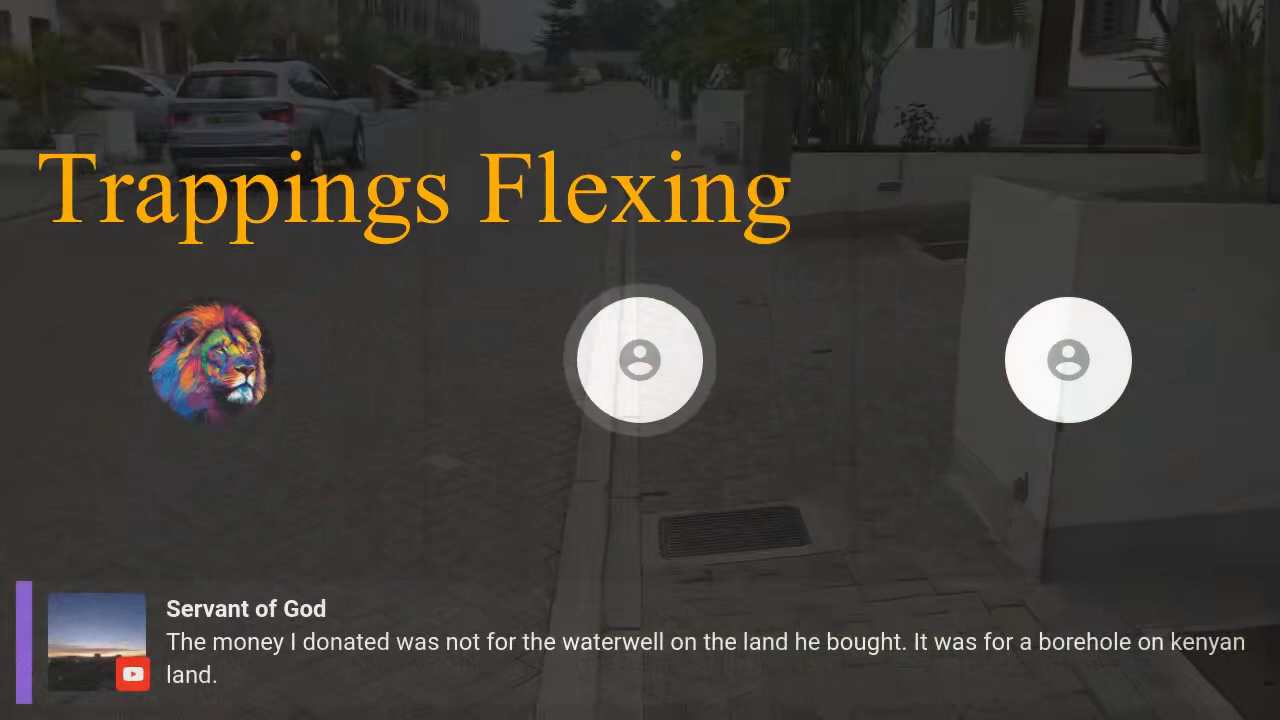 Trappings Flexing
Servant of God
The money I donated was not for the waterwell on the land he bought. It was for a borehole on kenyan
land.